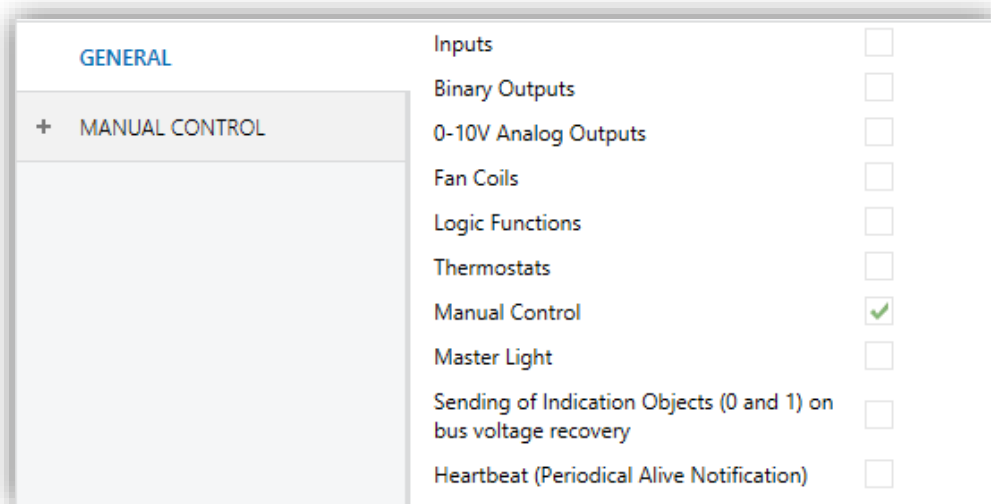 GENERAL
+ MANUAL CONTROL
Inputs
Binary Outputs
0-10V Analog Outputs
Fan Coils
Logic Functions
Thermostats
Manual Control
Master Light
Sending of Indication Objects (0 and 1) on
bus voltage recovery
Heartbeat (Periodical Alive Notification)